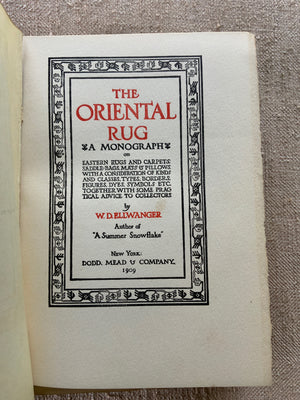 THE
ORIENTAL
RUG
A MONOGRAPH
on
EASTERN RUGS AND CARPETS,
SADDLE-BAGS, MATS & PILLOWS,
WITH A CONSIDERATION OF KINDS
AND CLASSES, TYPES, BORDERS,
FIGURES, DYES, SYMBOLS ETC.
TOGETHER WITH SOME PRAC
TICAL ADVICE TO COLLECTORS
by
W. D. ELLWANGER
Author of
"A Summer Snowflake"
NEW YORK:
DODD, MEAD & COMPANY
1909